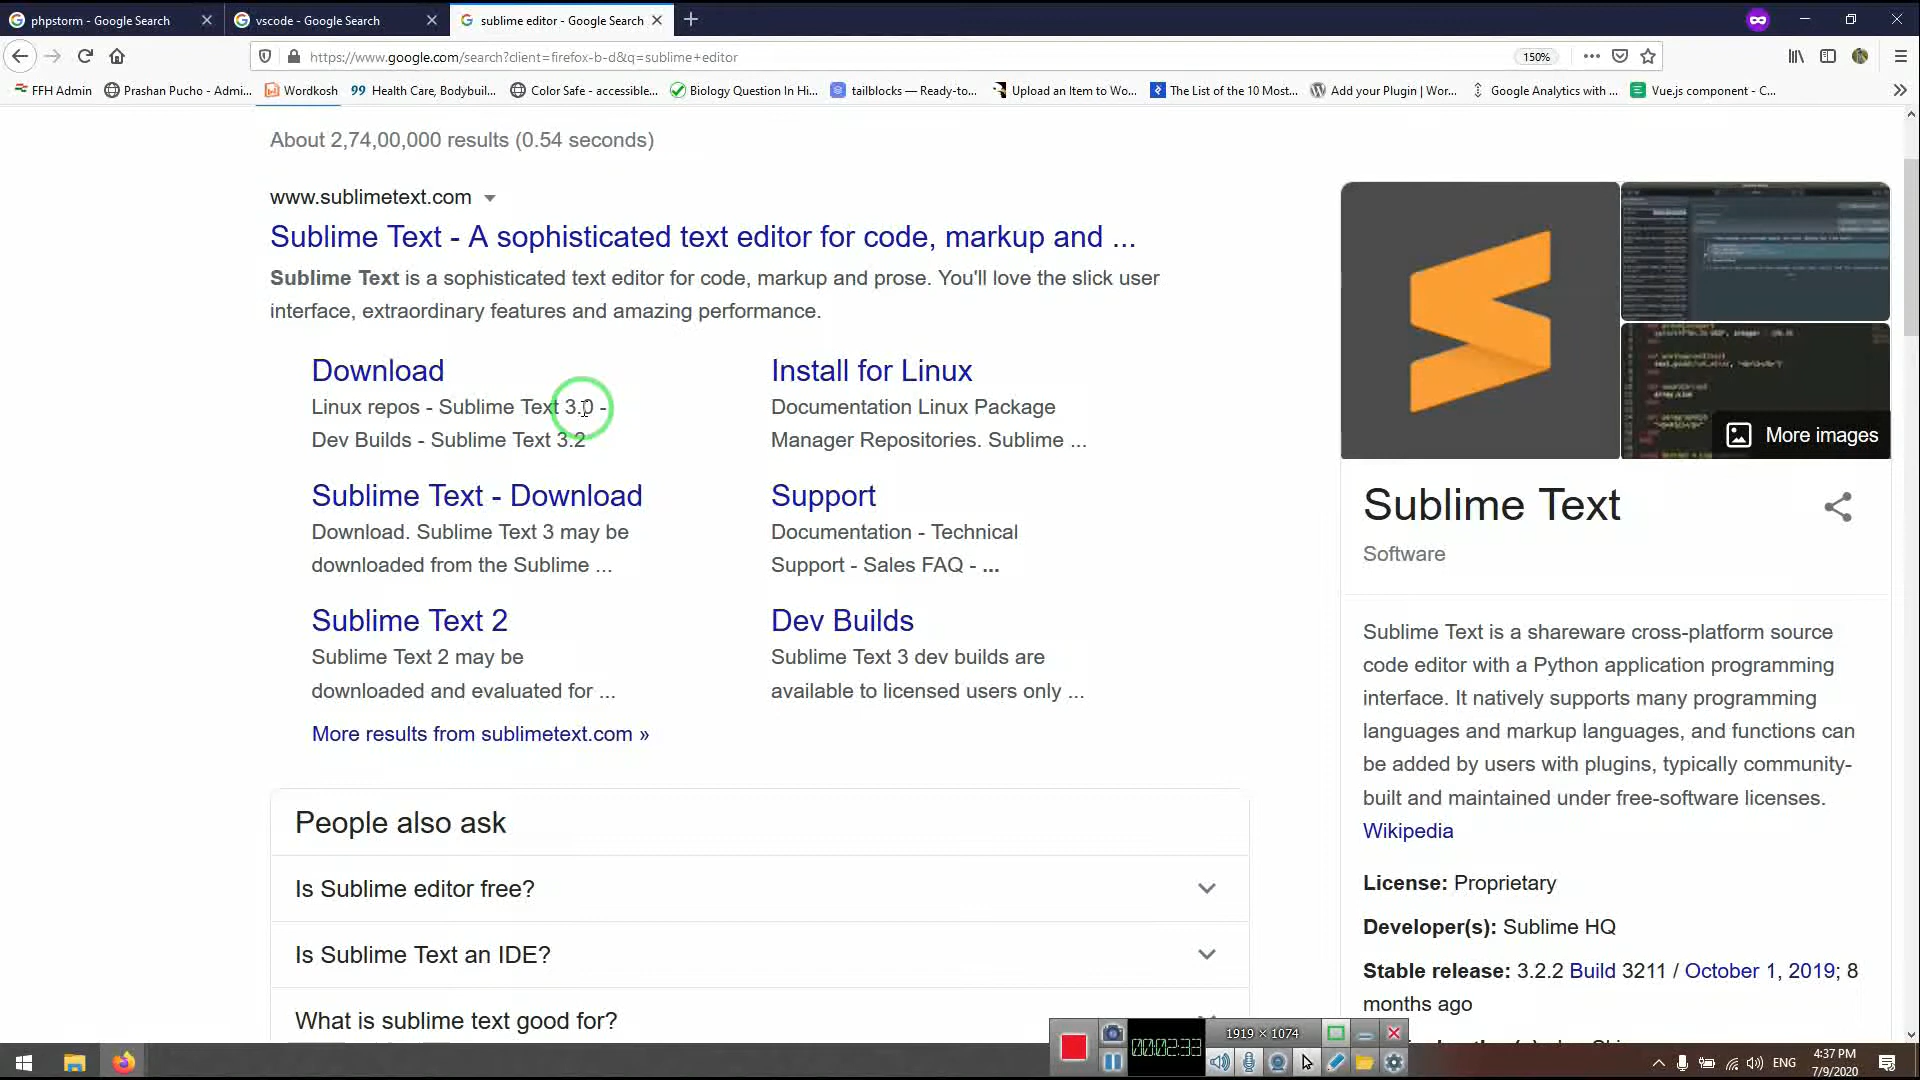 phpstorm - Google Search
vscode - Google Search
sublime editor - Google Search
https://www.google.com/search?client=firefox-b-d&q=sublime+editor
150%
FFH Admin
Prashan Pucho - Admi...
Wordkosh
Health Care, Bodybuil...
Color Safe - accessible...
Biology Question In Hi...
tailblocks — Ready-to...
Upload an Item to Wo...
The List of the 10 Most...
Add your Plugin | Wor...
Google Analytics with ...
Vue.js component - C...
About 2,74,00,000 results (0.54 seconds)
www.sublimetext.com
Sublime Text - A sophisticated text editor for code, markup and ...
Sublime Text is a sophisticated text editor for code, markup and prose. You'll love the slick user
interface, extraordinary features and amazing performance.
Download
Linux repos - Sublime Text 3.0 -
Dev Builds - Sublime Text 3.2
Install for Linux
Documentation Linux Package
Manager Repositories. Sublime ...
Sublime Text - Download
Download. Sublime Text 3 may be
downloaded from the Sublime ...
Support
Documentation - Technical
Support - Sales FAQ - ...
Sublime Text 2
Sublime Text 2 may be
downloaded and evaluated for ...
Dev Builds
Sublime Text 3 dev builds are
available to licensed users only ...
More results from sublimetext.com »
People also ask
Is Sublime editor free?
Is Sublime Text an IDE?
What is sublime text good for?
More images
Sublime Text
Software
Sublime Text is a shareware cross-platform source
code editor with a Python application programming
interface. It natively supports many programming
languages and markup languages, and functions can
be added by users with plugins, typically community-
built and maintained under free-software licenses.
Wikipedia
License: Proprietary
Developer(s): Sublime HQ
Stable release: 3.2.2 Build 3211 / October 1, 2019; 8
months ago
00:02:33
1919 × 1074
ENG
4:37 PM
7/9/2020